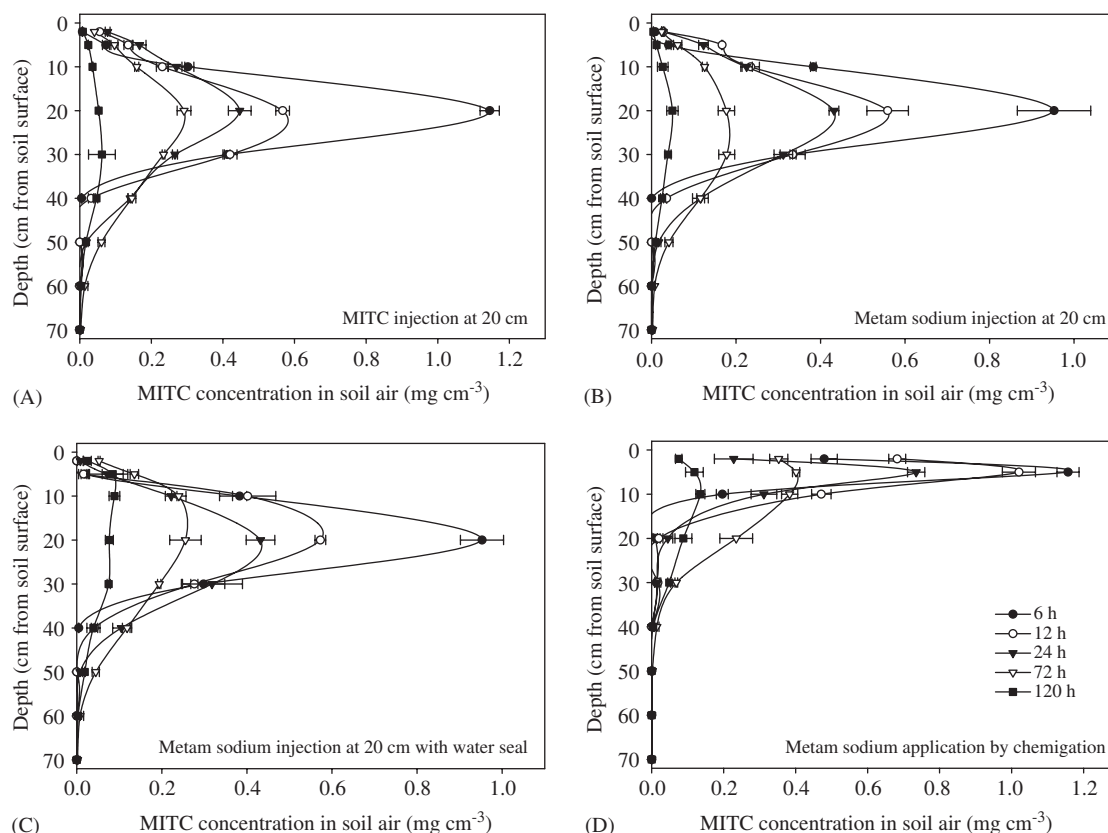 0
10
20
30
40
50
60
70
Depth (cm from soil surface)
MITC injection at 20 cm
0.0 0.2 0.4 0.6 0.8 1.0 1.2
(A) MITC concentration in soil air (mg cm-3)
0
10
20
30
40
50
60
70
Depth (cm from soil surface)
Metam sodium injection at 20 cm
0.0 0.2 0.4 0.6 0.8 1.0
(B) MITC concentration in soil air (mg cm-3)
0
10
20
30
40
50
60
70
Depth (cm from soil surface)
Metam sodium injection at 20 cm with water seal
0.0 0.2 0.4 0.6 0.8 1.0
(C) MITC concentration in soil air (mg cm-3)
0
10
20
30
40
50
60
70
Depth (cm from soil surface)
6 h
12 h
24 h
72 h
120 h
Metam sodium application by chemigation
0.0 0.2 0.4 0.6 0.8 1.0 1.2
(D) MITC concentration in soil air (mg cm-3)